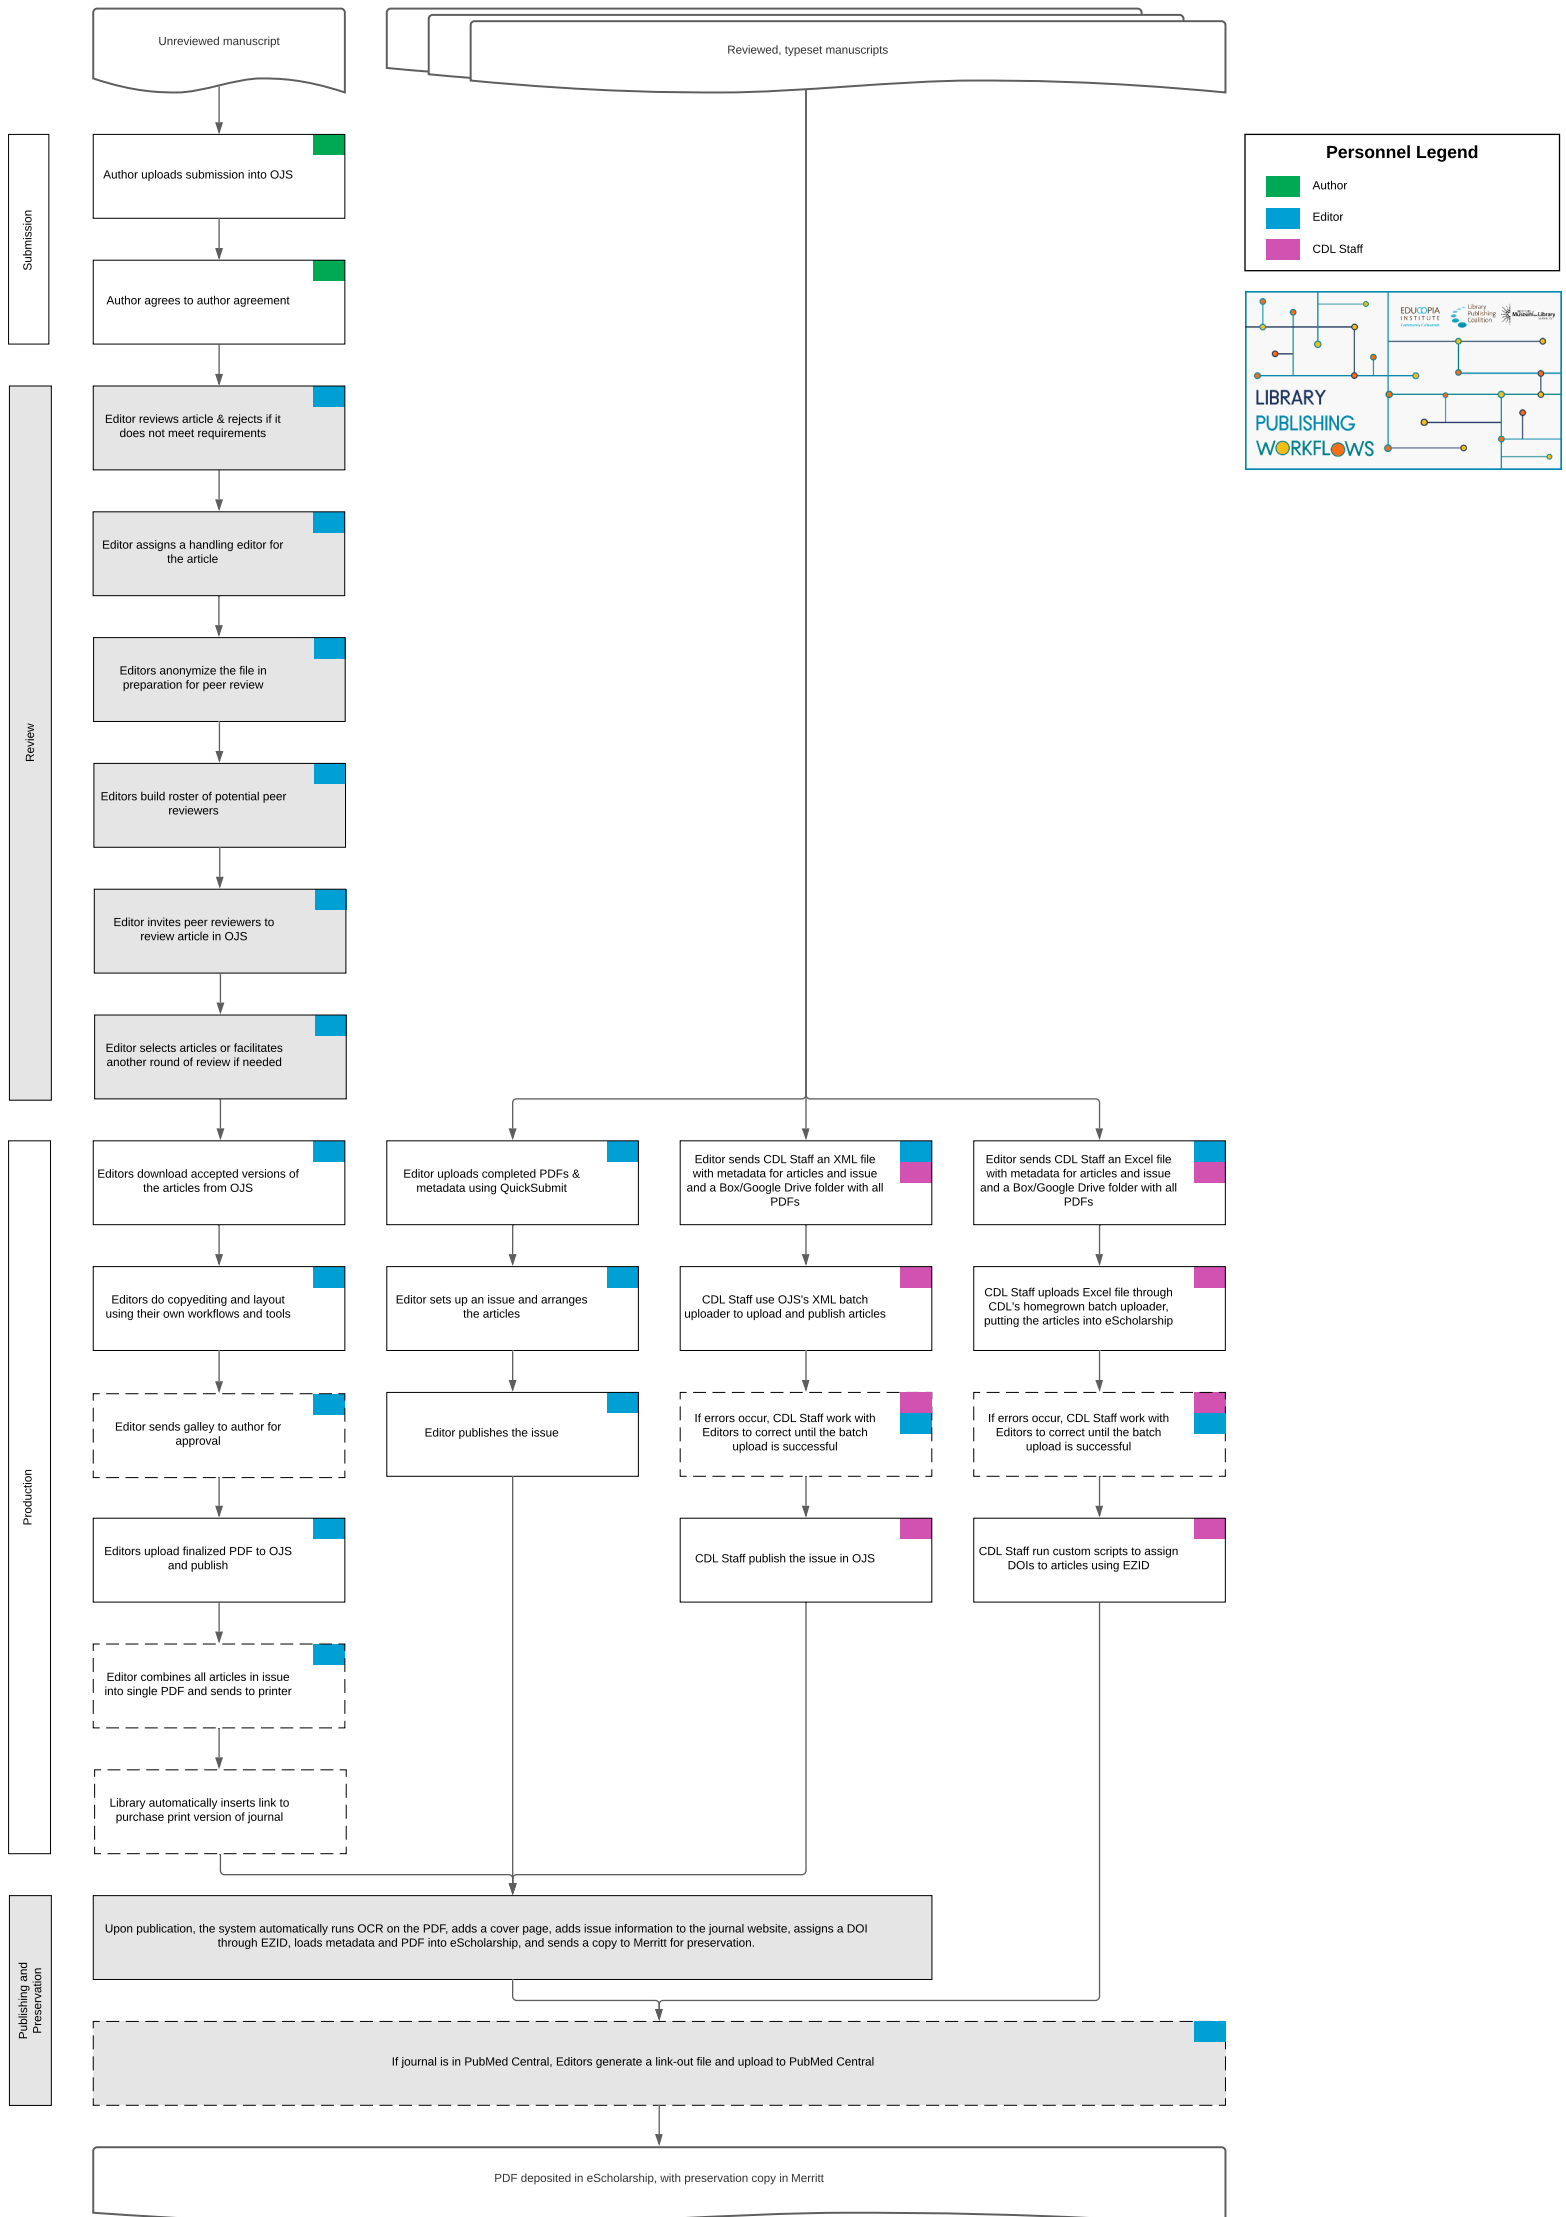 Unreviewed manuscript
Reviewed, typeset manuscripts
Submission
Author uploads submission into OJS
Author agrees to author agreement
Personnel Legend
Author
Editor
CDL Staff
EDUCOPIA
INSTITUTE
Community Cultivators
Library
Publishing
Coalition
Museum and Library
LIBRARY
PUBLISHING
WORKFLOWS
Review
Editor reviews article & rejects if it
does not meet requirements
Editor assigns a handling editor for
the article
Editors anonymize the file in
preparation for peer review
Editors build roster of potential peer
reviewers
Editor invites peer reviewers to
review article in OJS
Editor selects articles or facilitates
another round of review if needed
Production
Editors download accepted versions of
the articles from OJS
Editors do copyediting and layout
using their own workflows and tools
Editor sends galley to author for
approval
Editors upload finalized PDF to OJS
and publish
Editor combines all articles in issue
into single PDF and sends to printer
Library automatically inserts link to
purchase print version of journal
Editor uploads completed PDFs &
metadata using QuickSubmit
Editor sets up an issue and arranges
the articles
Editor publishes the issue
Editor sends CDL Staff an XML file
with metadata for articles and issue
and a Box/Google Drive folder with all
PDFs
CDL Staff use OJS's XML batch
uploader to upload and publish articles
If errors occur, CDL Staff work with
Editors to correct until the batch
upload is successful
CDL Staff publish the issue in OJS
Editor sends CDL Staff an Excel file
with metadata for articles and issue
and a Box/Google Drive folder with all
PDFs
CDL Staff uploads Excel file through
CDL's homegrown batch uploader,
putting the articles into eScholarship
If errors occur, CDL Staff work with
Editors to correct until the batch
upload is successful
CDL Staff run custom scripts to assign
DOIs to articles using EZID
Publishing and
Preservation
Upon publication, the system automatically runs OCR on the PDF, adds a cover page, adds issue information to the journal website, assigns a DOI
through EZID, loads metadata and PDF into eScholarship, and sends a copy to Merritt for preservation.
If journal is in PubMed Central, Editors generate a link-out file and upload to PubMed Central
PDF deposited in eScholarship, with preservation copy in Merritt